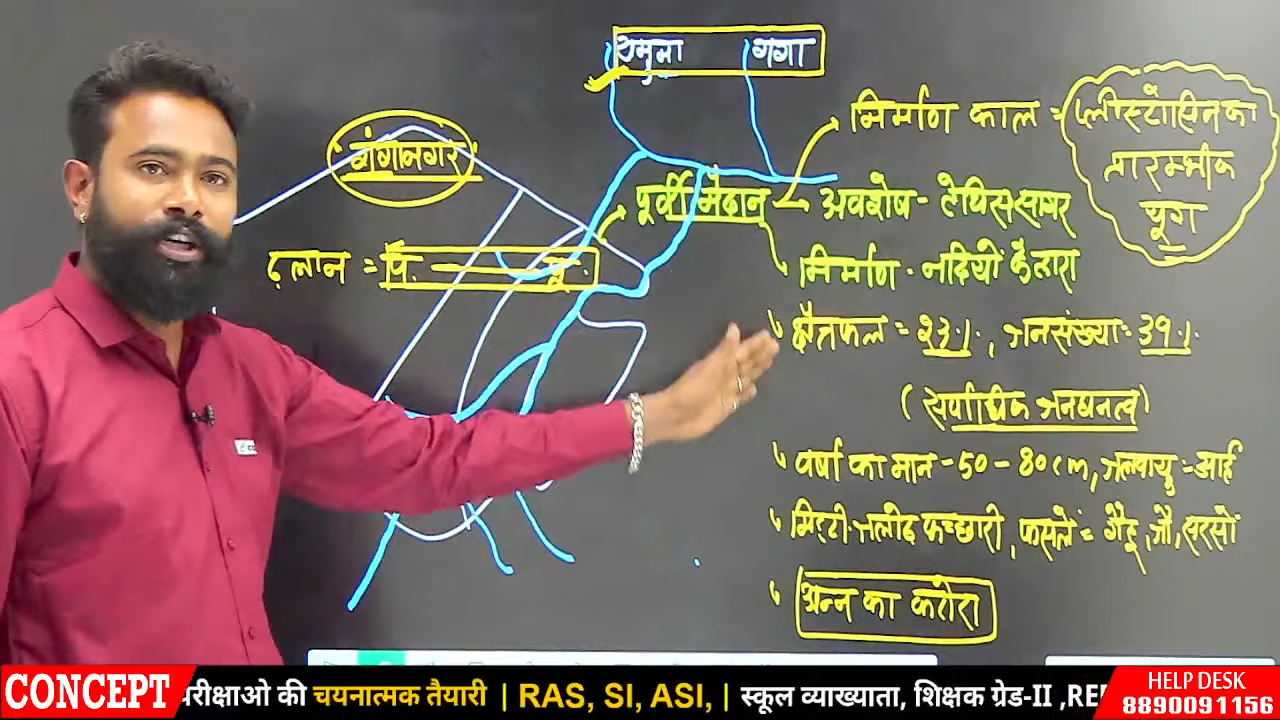 यमुना गंगा
निर्माण काल = प्लीस्टोसिन का
प्रारम्भीक
युग
गंगानगर
पूर्वी मैदान
अवशेष - टेथिस सागर
ढलान = प. पू.
निर्माण - नदियों के द्वारा
क्षेत्रफल = 23%, जनसंख्या = 39%
(सर्वाधिक जनघनत्व)
वर्षा का मान - 50 - 80 cm, जलवायु - आर्द्र
मिट्टी - जलोढ कच्छारी, फसलें = गेहू, जौ, सरसों
अन्न का कटोरा
CONCEPT
परीक्षाओ की चयनात्मक तैयारी | RAS, SI, ASI, | स्कूल व्याख्याता, शिक्षक ग्रेड-II
HELP DESK
8890091156